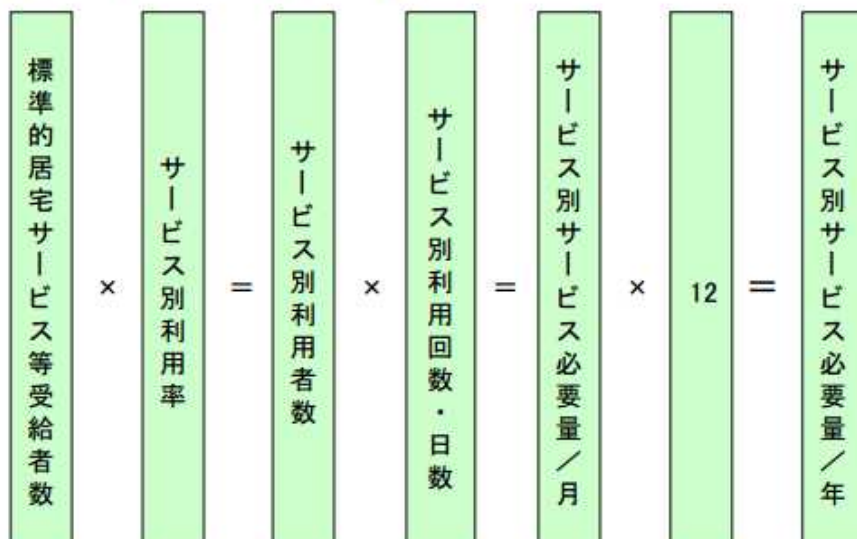 標準的居宅サービス等受給者数
×
サービス別利用率
＝
サービス別利用者数
×
サービス別利用回数・日数
＝
サービス別サービス必要量／月
×
12
＝
サービス別サービス必要量／年